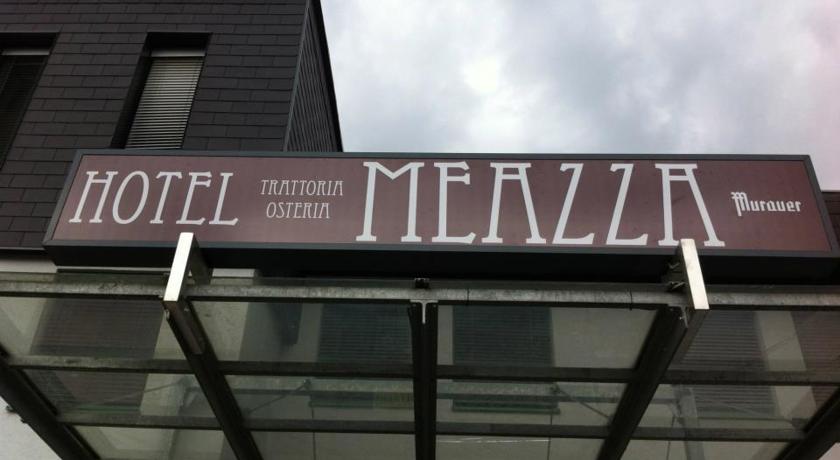 HOTEL
TRATTORIA
OSTERIA
MEAZZA
Murauer